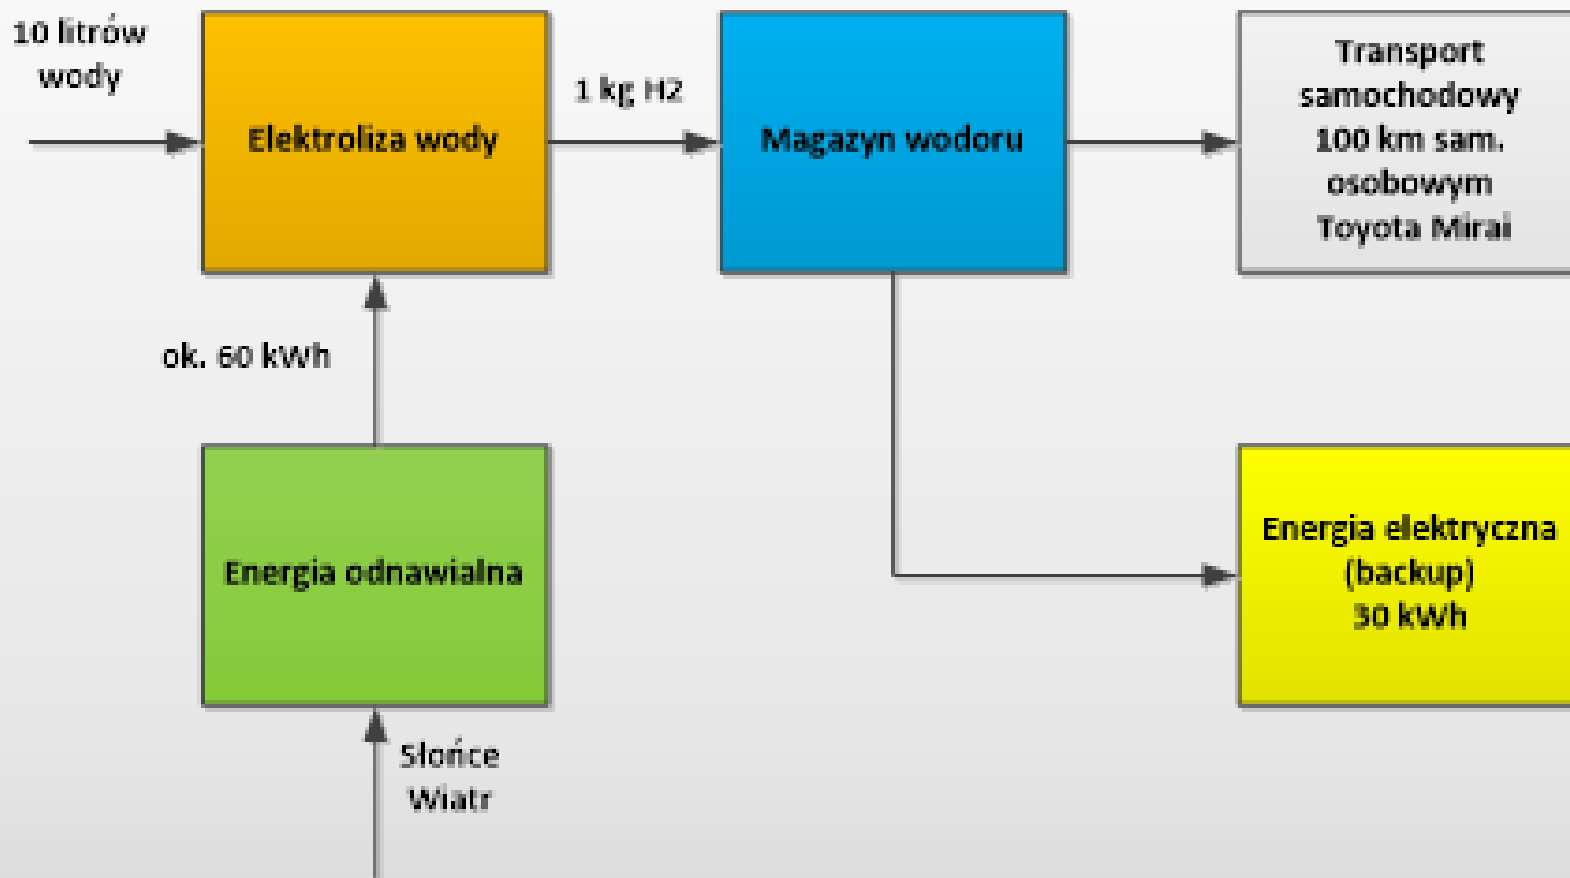 10 litrów
wody
Elektroliza wody
1 kg H2
Magazyn wodoru
Transport
samochodowy
100 km sam.
osobowym
Toyota Mirai
ok. 60 kWh
Energia odnawialna
Energia elektryczna
(backup)
30 kWh
Słońce
Wiatr